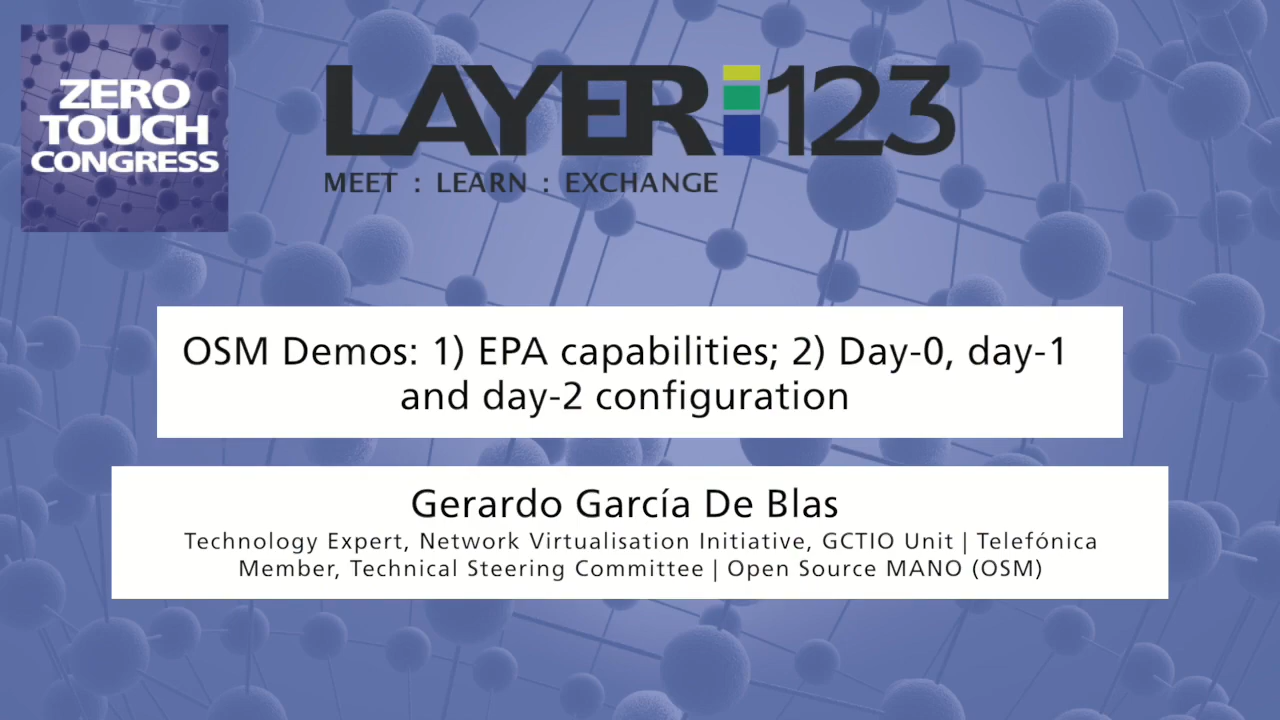 ZERO
TOUCH
CONGRESS
LAYER 123
MEET : LEARN : EXCHANGE
OSM Demos: 1) EPA capabilities; 2) Day-0, day-1
and day-2 configuration
Gerardo García De Blas
Technology Expert, Network Virtualisation Initiative, GCTIO Unit | Telefónica
Member, Technical Steering Committee | Open Source MANO (OSM)